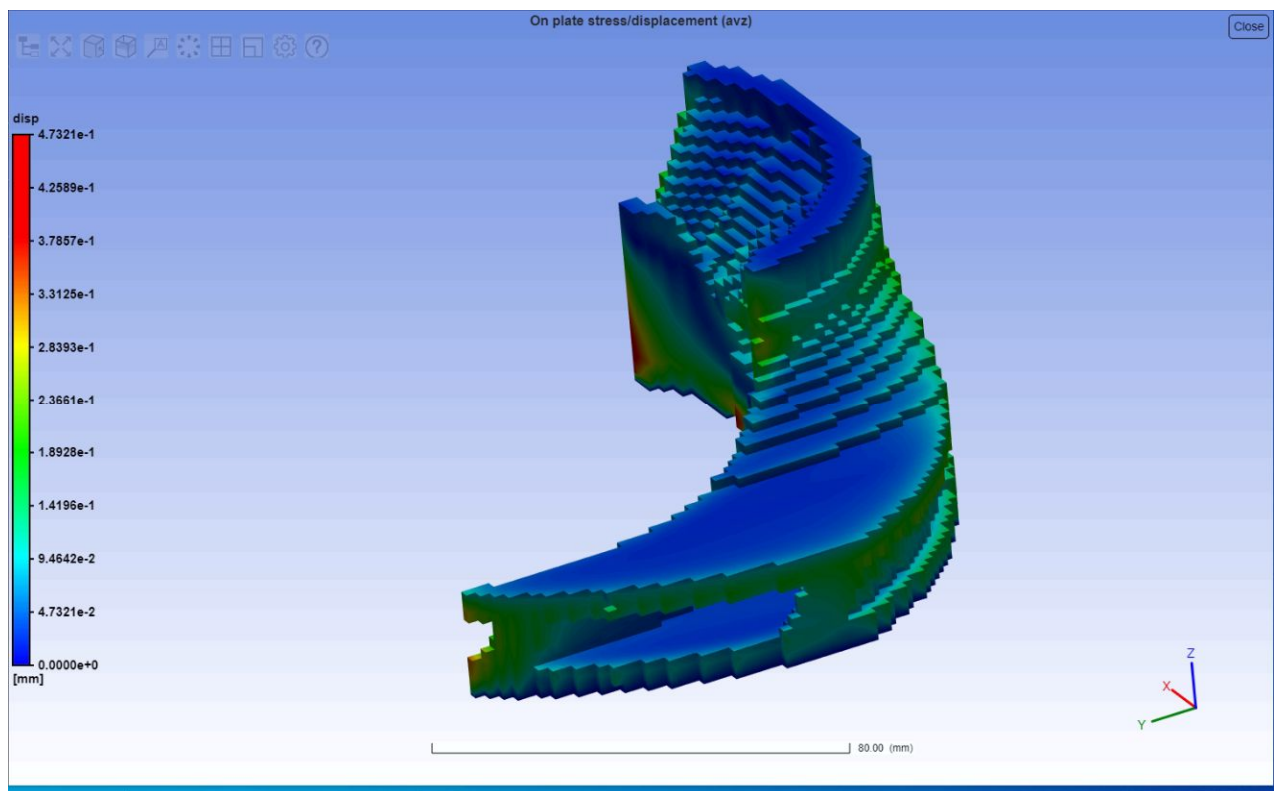 On plate stress/displacement (avz)
Close
A
?
disp
4.7321e-1
4.2589e-1
3.7857e-1
3.3125e-1
2.8393e-1
2.3661e-1
1.8928e-1
1.4196e-1
9.4642e-2
4.7321e-2
0.0000e+0
[mm]
Z
X
Y
80.00 (mm)